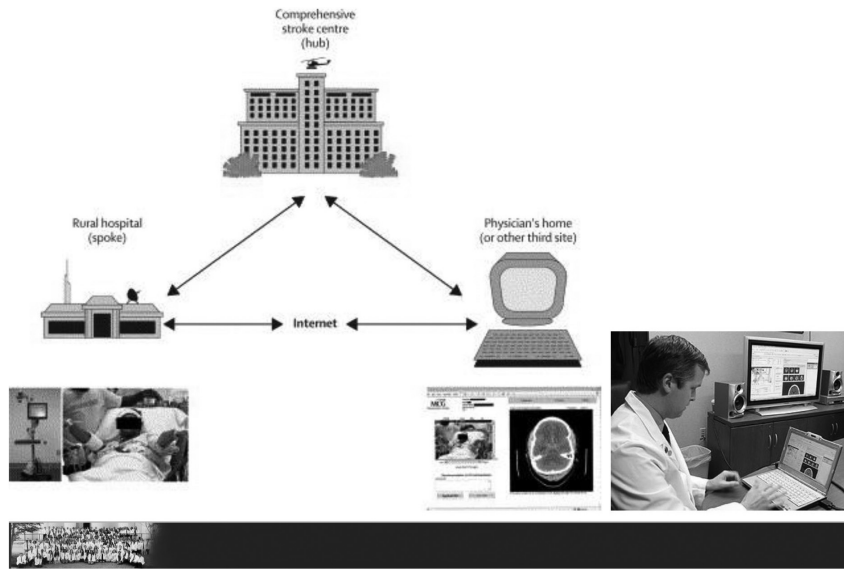 Comprehensive
stroke centre
(hub)
Rural hospital
(spoke)
Physician's home
(or other third site)
Internet
MCG